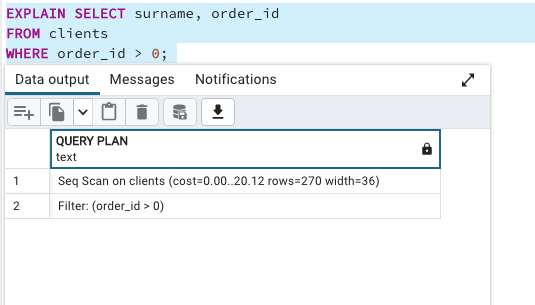 EXPLAIN SELECT surname, order_id
FROM clients
WHERE order_id > 0;
Data output Messages Notifications
QUERY PLAN
text
1 Seq Scan on clients (cost=0.00..20.12 rows=270 width=36)
2 Filter: (order_id > 0)